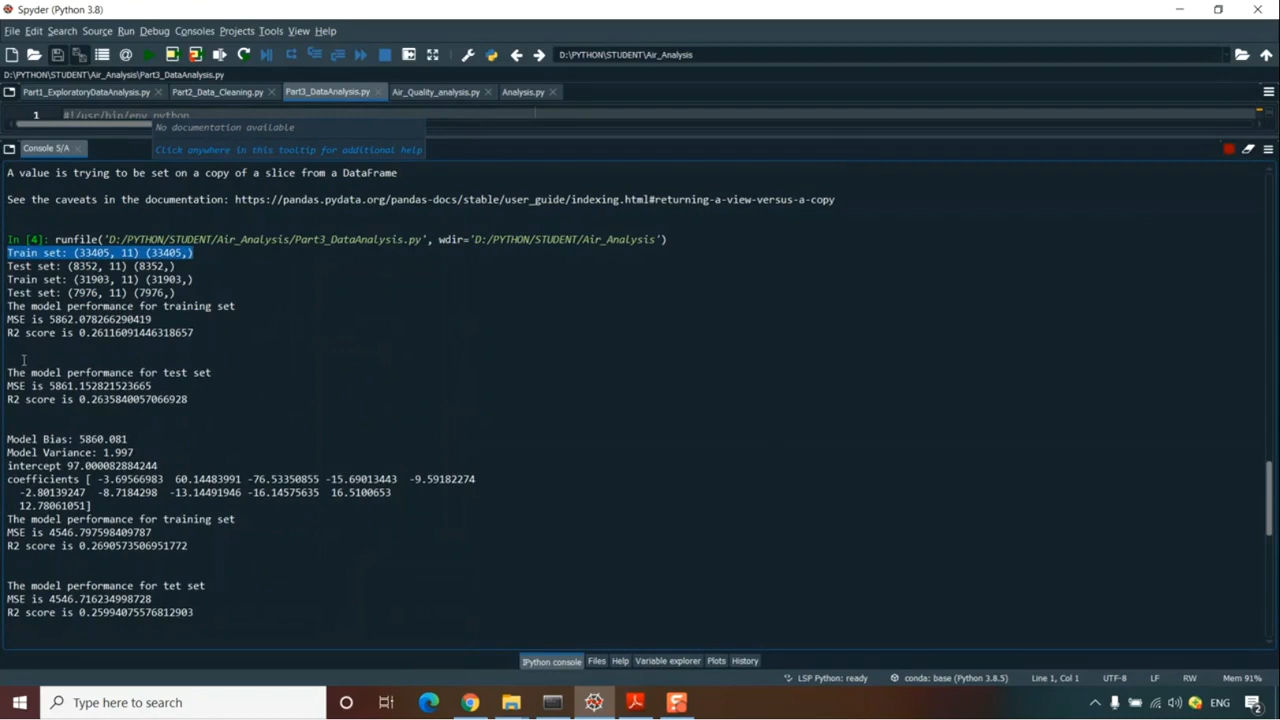 Spyder (Python 3.8)
File Edit Search Source Run Debug Consoles Projects Tools View Help
D:\PYTHON\STUDENT\Air_Analysis
D:\PYTHON\STUDENT\Air_Analysis\Part3_DataAnalysis.py
Part1_ExploratoryDataAnalysis.py Part2_Data_Cleaning.py Part3_DataAnalysis.py Air_Quality_analysis.py Analysis.py
1 #!/usr/bin/env python
No documentation available
Click anywhere in this tooltip for additional help
Console 5/A
A value is trying to be set on a copy of a slice from a DataFrame
See the caveats in the documentation: https://pandas.pydata.org/pandas-docs/stable/user_guide/indexing.html#returning-a-view-versus-a-copy
In [4]: runfile('D:/PYTHON/STUDENT/Air_Analysis/Part3_DataAnalysis.py', wdir='D:/PYTHON/STUDENT/Air_Analysis')
Train set: (33405, 11) (33405,)
Test set: (8352, 11) (8352,)
Train set: (31903, 11) (31903,)
Test set: (7976, 11) (7976,)
The model performance for training set
MSE is 5862.078266290419
R2 score is 0.26116091446318657
The model performance for test set
MSE is 5861.152821523665
R2 score is 0.2635840057066928
Model Bias: 5860.081
Model Variance: 1.997
intercept 97.000082884244
coefficients [ -3.69566983 60.14483991 -76.53350855 -15.69013443 -9.59182274
-2.80139247 -8.7184298 -13.14491946 -16.14575635 16.5100653
12.78061051]
The model performance for training set
MSE is 4546.797598409787
R2 score is 0.2690573506951772
The model performance for tet set
MSE is 4546.716234998728
R2 score is 0.25994075576812903
IPython console Files Help Variable explorer Plots History
LSP Python: ready conda: base (Python 3.8.5) Line 1, Col 1 UTF-8 LF RW Mem 91%
Type here to search
ENG
2